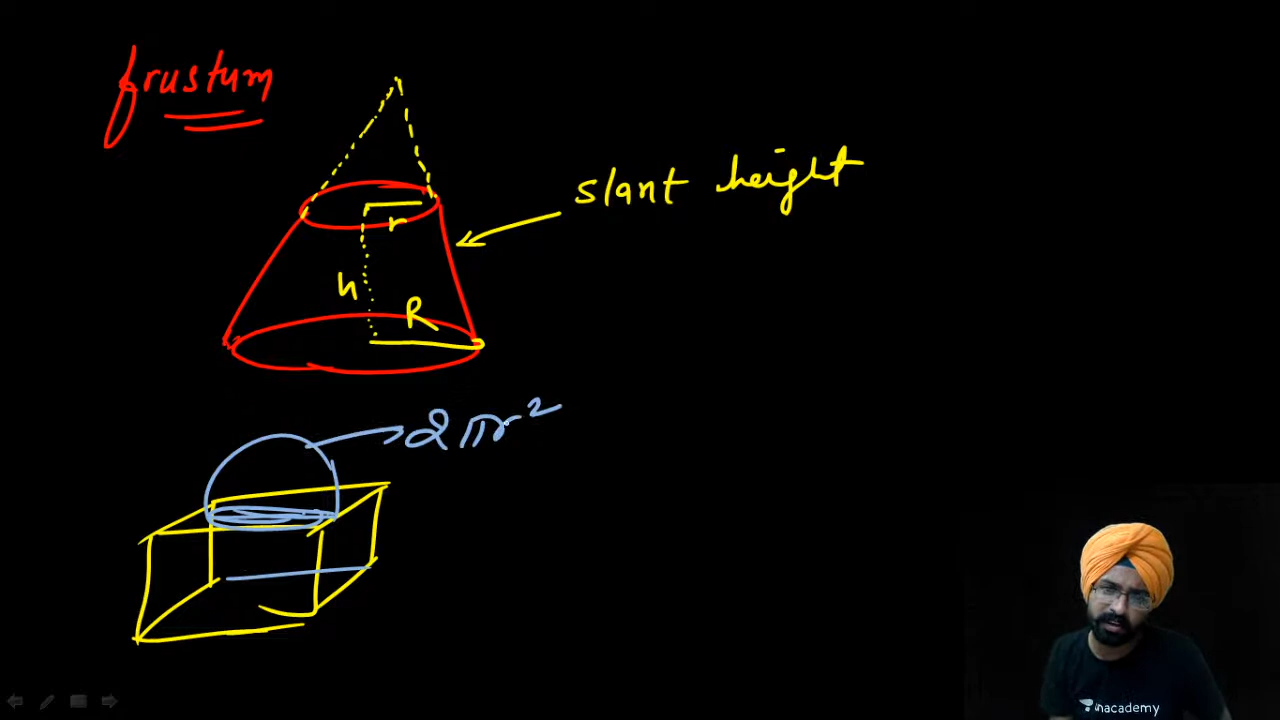 frustum
slant height
r
h
R
2πr²
unacademy